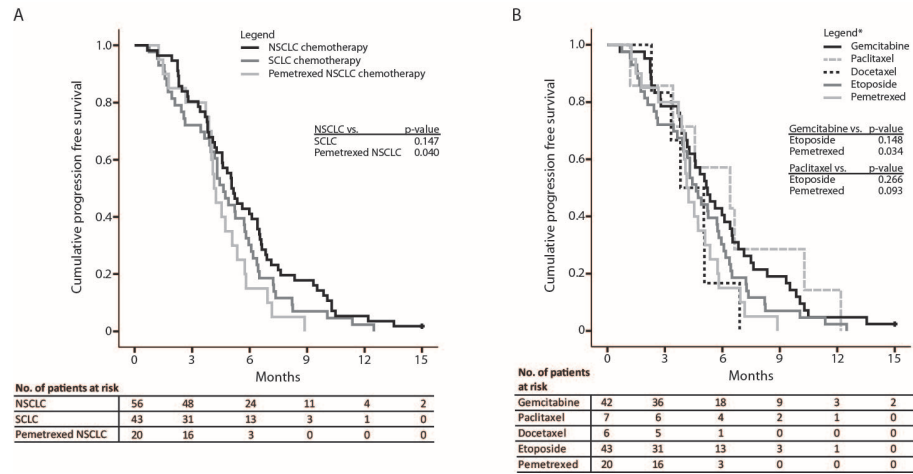 A
Cumulative progression free survival
1.0
0.8
0.6
0.4
0.2
0
Legend
NSCLC chemotherapy
SCLC chemotherapy
Pemetrexed NSCLC chemotherapy
NSCLC vs. p-value
SCLC 0.147
Pemetrexed NSCLC 0.040
0 3 6 9 12 15
Months
No. of patients at risk
NSCLC 56 48 24 11 4 2
SCLC 43 31 13 3 1 0
Pemetrexed NSCLC 20 16 3 0 0 0
B
Cumulative progression free survival
1.0
0.8
0.6
0.4
0.2
0
Legend*
Gemcitabine
Paclitaxel
Docetaxel
Etoposide
Pemetrexed
Gemcitabine vs. p-value
Etoposide 0.148
Pemetrexed 0.034
Paclitaxel vs. p-value
Etoposide 0.266
Pemetrexed 0.093
0 3 6 9 12 15
Months
No. of patients
at risk
Gemcitabine 42 36 18 9 3 2
Paclitaxel 7 6 4 2 1 0
Docetaxel 6 5 1 0 0 0
Etoposide 43 31 13 3 1 0
Pemetrexed 20 16 3 0 0 0